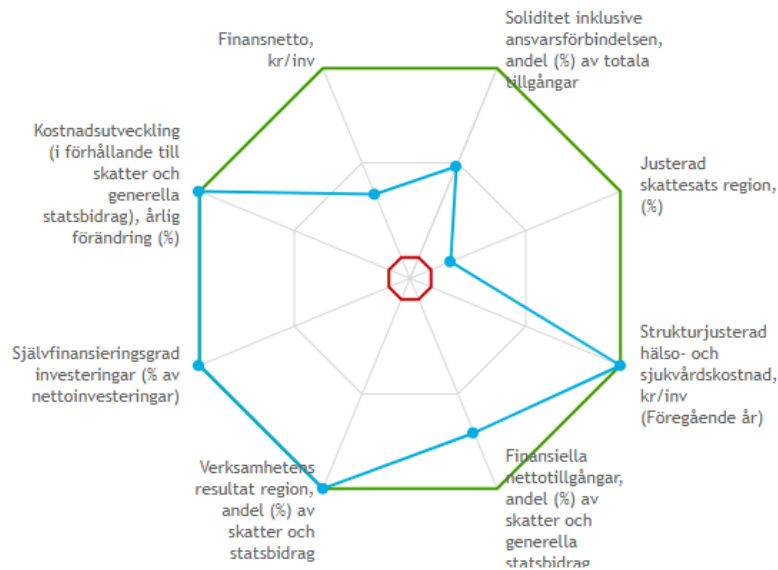 Soliditet inklusive
ansvarsförbindelsen,
andel (%) av totala
tillgångar
Justerad
skattesats region,
(%)
Strukturjusterad
hälso- och
sjukvårdskostnad,
kr/inv
(Föregående år)
Finansiella
nettotillgångar,
andel (%) av
skatter och
generella
statsbidrag
Verksamhetens
resultat region,
andel (%) av
skatter och
statsbidrag
Självfinansieringsgrad
investeringar (% av
nettoinvesteringar)
Kostnadsutveckling
(i förhållande till
skatter och
generella
statsbidrag), årlig
förändring (%)
Finansnetto,
kr/inv